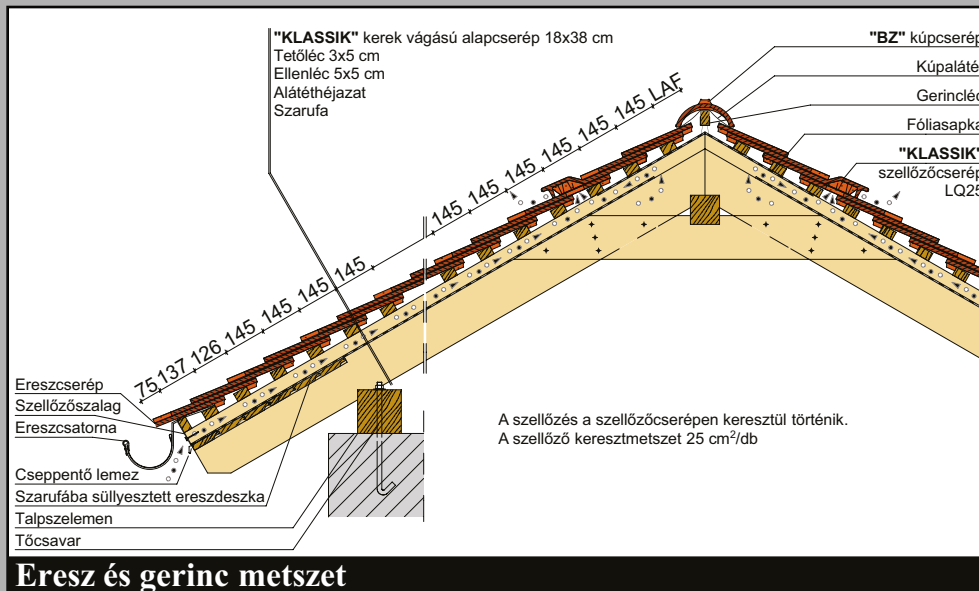 "KLASSIK" kerek vágású alapcserép 18x38 cm
Tetőléc 3x5 cm
Ellenléc 5x5 cm
Alátéthéjazat
Szarufa
"BZ" kúpcserép
Kúpalátét
Gerincléc
Fóliasapka
"KLASSIK"
szellőzőcserép
LQ25
75 137 126 145 145 145 145 145 145 145 145 145 145 LAF
Ereszcserép
Szellőzőszalag
Ereszcsatorna
Cseppentő lemez
Szarufába süllyesztett ereszdeszka
Talpszelemen
Tőcsavar
A szellőzés a szellőzőcserépen keresztül történik.
A szellőző keresztmetszet 25 cm²/db
Eresz és gerinc metszet